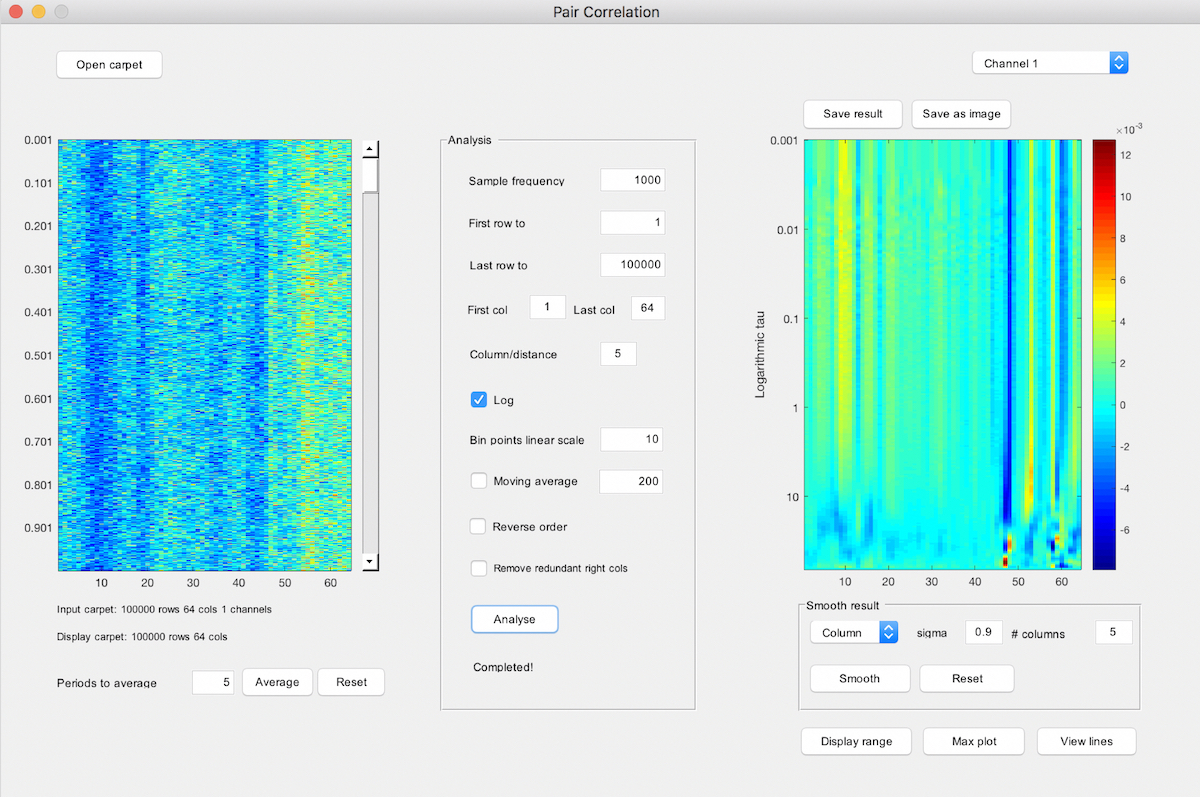 Pair Correlation
Open carpet
Channel 1
Save result
Save as image
0.001
0.101
0.201
0.301
0.401
0.501
0.601
0.701
0.801
0.901
10 20 30 40 50 60
Input carpet: 100000 rows 64 cols 1 channels
Display carpet: 100000 rows 64 cols
Periods to average 5 Average Reset
Analysis
Sample frequency 1000
First row to 1
Last row to 100000
First col 1 Last col 64
Column/distance 5
Log
Bin points linear scale 10
Moving average 200
Reverse order
Remove redundant right cols
Analyse
Completed!
Logarithmic tau
0.001
0.01
0.1
1
10
10 20 30 40 50 60
×10⁻³
12
10
8
6
4
2
0
-2
-4
-6
Smooth result
Column sigma 0.9 # columns 5
Smooth Reset
Display range Max plot View lines